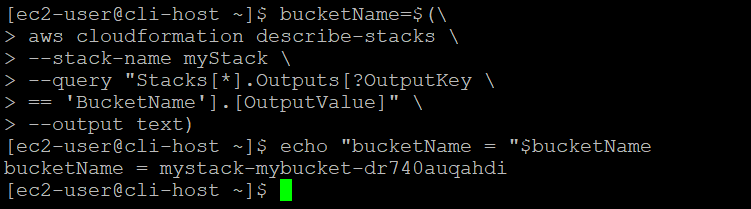 [ec2-user@cli-host ~]$ bucketName=$(\
> aws cloudformation describe-stacks \
> --stack-name myStack \
> --query "Stacks[*].Outputs[?OutputKey \
> == 'BucketName'].[OutputValue]" \
> --output text)
[ec2-user@cli-host ~]$ echo "bucketName = "$bucketName
bucketName = mystack-mybucket-dr740auqahdi
[ec2-user@cli-host ~]$